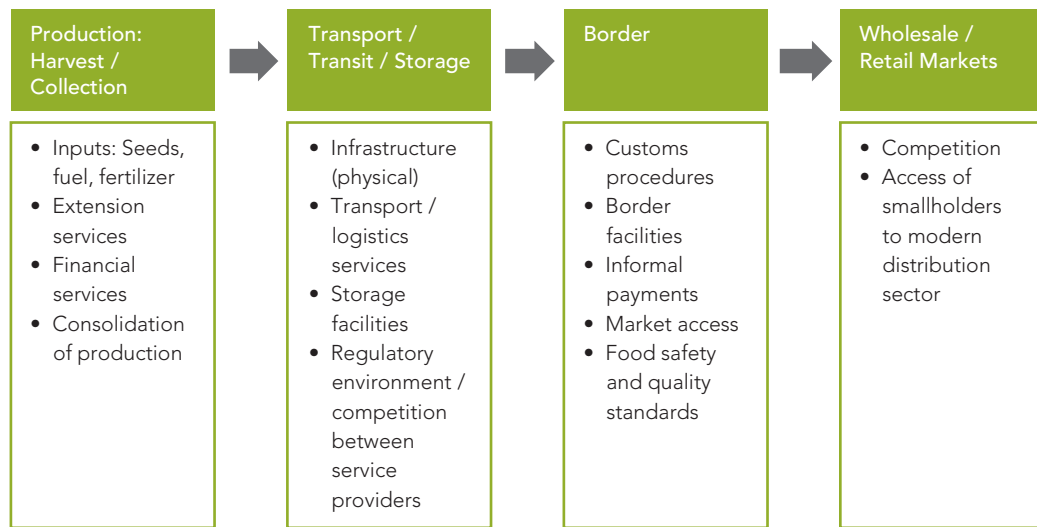 Production:
Harvest /
Collection
• Inputs: Seeds,
fuel, fertilizer
• Extension
services
• Financial
services
• Consolidation
of production
Transport /
Transit / Storage
• Infrastructure
(physical)
• Transport /
logistics
services
• Storage
facilities
• Regulatory
environment /
competition
between
service
providers
Border
• Customs
procedures
• Border
facilities
• Informal
payments
• Market access
• Food safety
and quality
standards
Wholesale /
Retail Markets
• Competition
• Access of
smallholders
to modern
distribution
sector